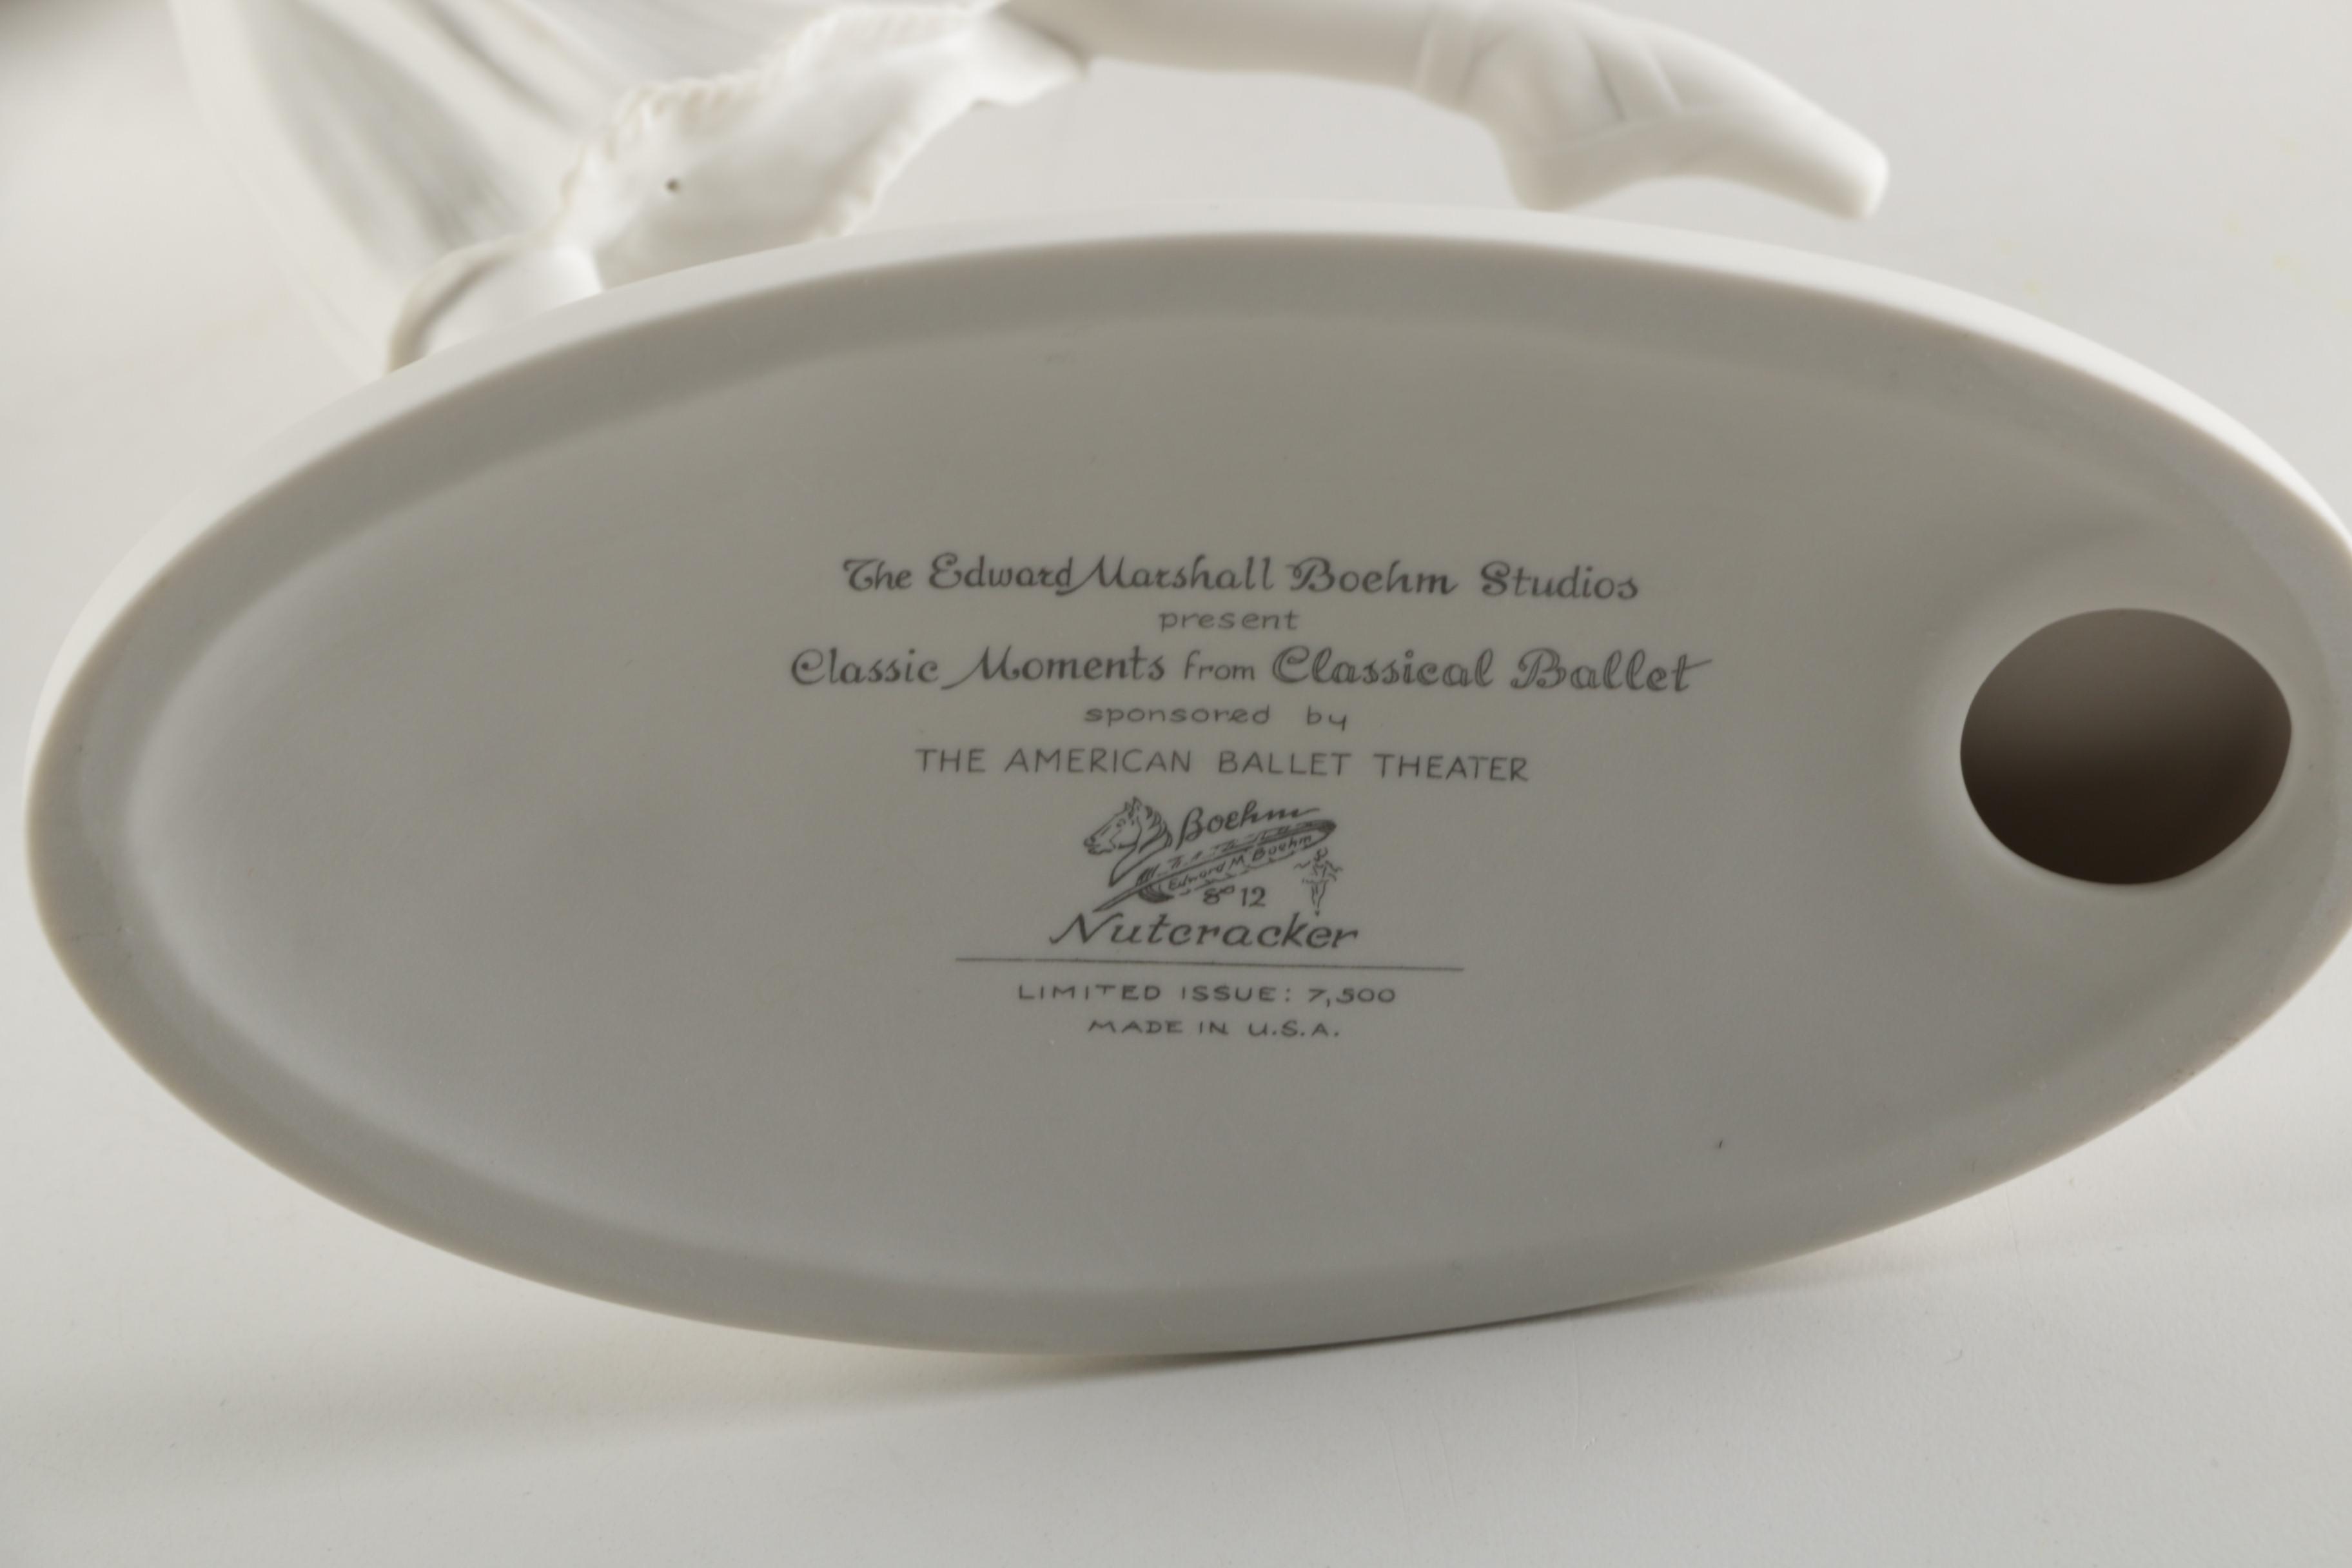 The Edward Marshall Boehm Studios
present
Classic Moments from Classical Ballet
sponsored by
THE AMERICAN BALLET THEATER
Boehm
Edward M. Boehm
12
Nutcracker
LIMITED ISSUE: 7,500
MADE IN U.S.A.